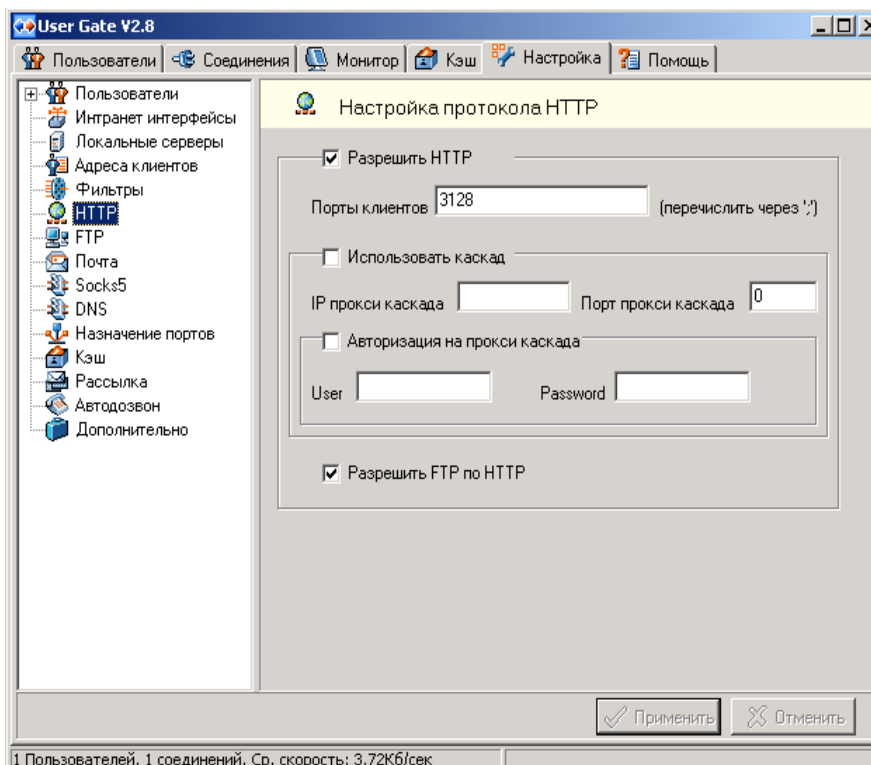 User Gate V2.8
Пользователи Соединения Монитор Кэш Настройка Помощь
Пользователи
Интранет интерфейсы
Локальные серверы
Адреса клиентов
Фильтры
HTTP
FTP
Почта
Socks5
DNS
Назначение портов
Кэш
Рассылка
Автодозвон
Дополнительно
Настройка протокола HTTP
Разрешить HTTP
Порты клиентов 3128 (перечислить через ';')
Использовать каскад
IP прокси каскада Порт прокси каскада 0
Авторизация на прокси каскада
User Password
Разрешить FTP по HTTP
Применить Отменить
1 Пользователей, 1 соединений, Ср. скорость: 3.72Кб/сек